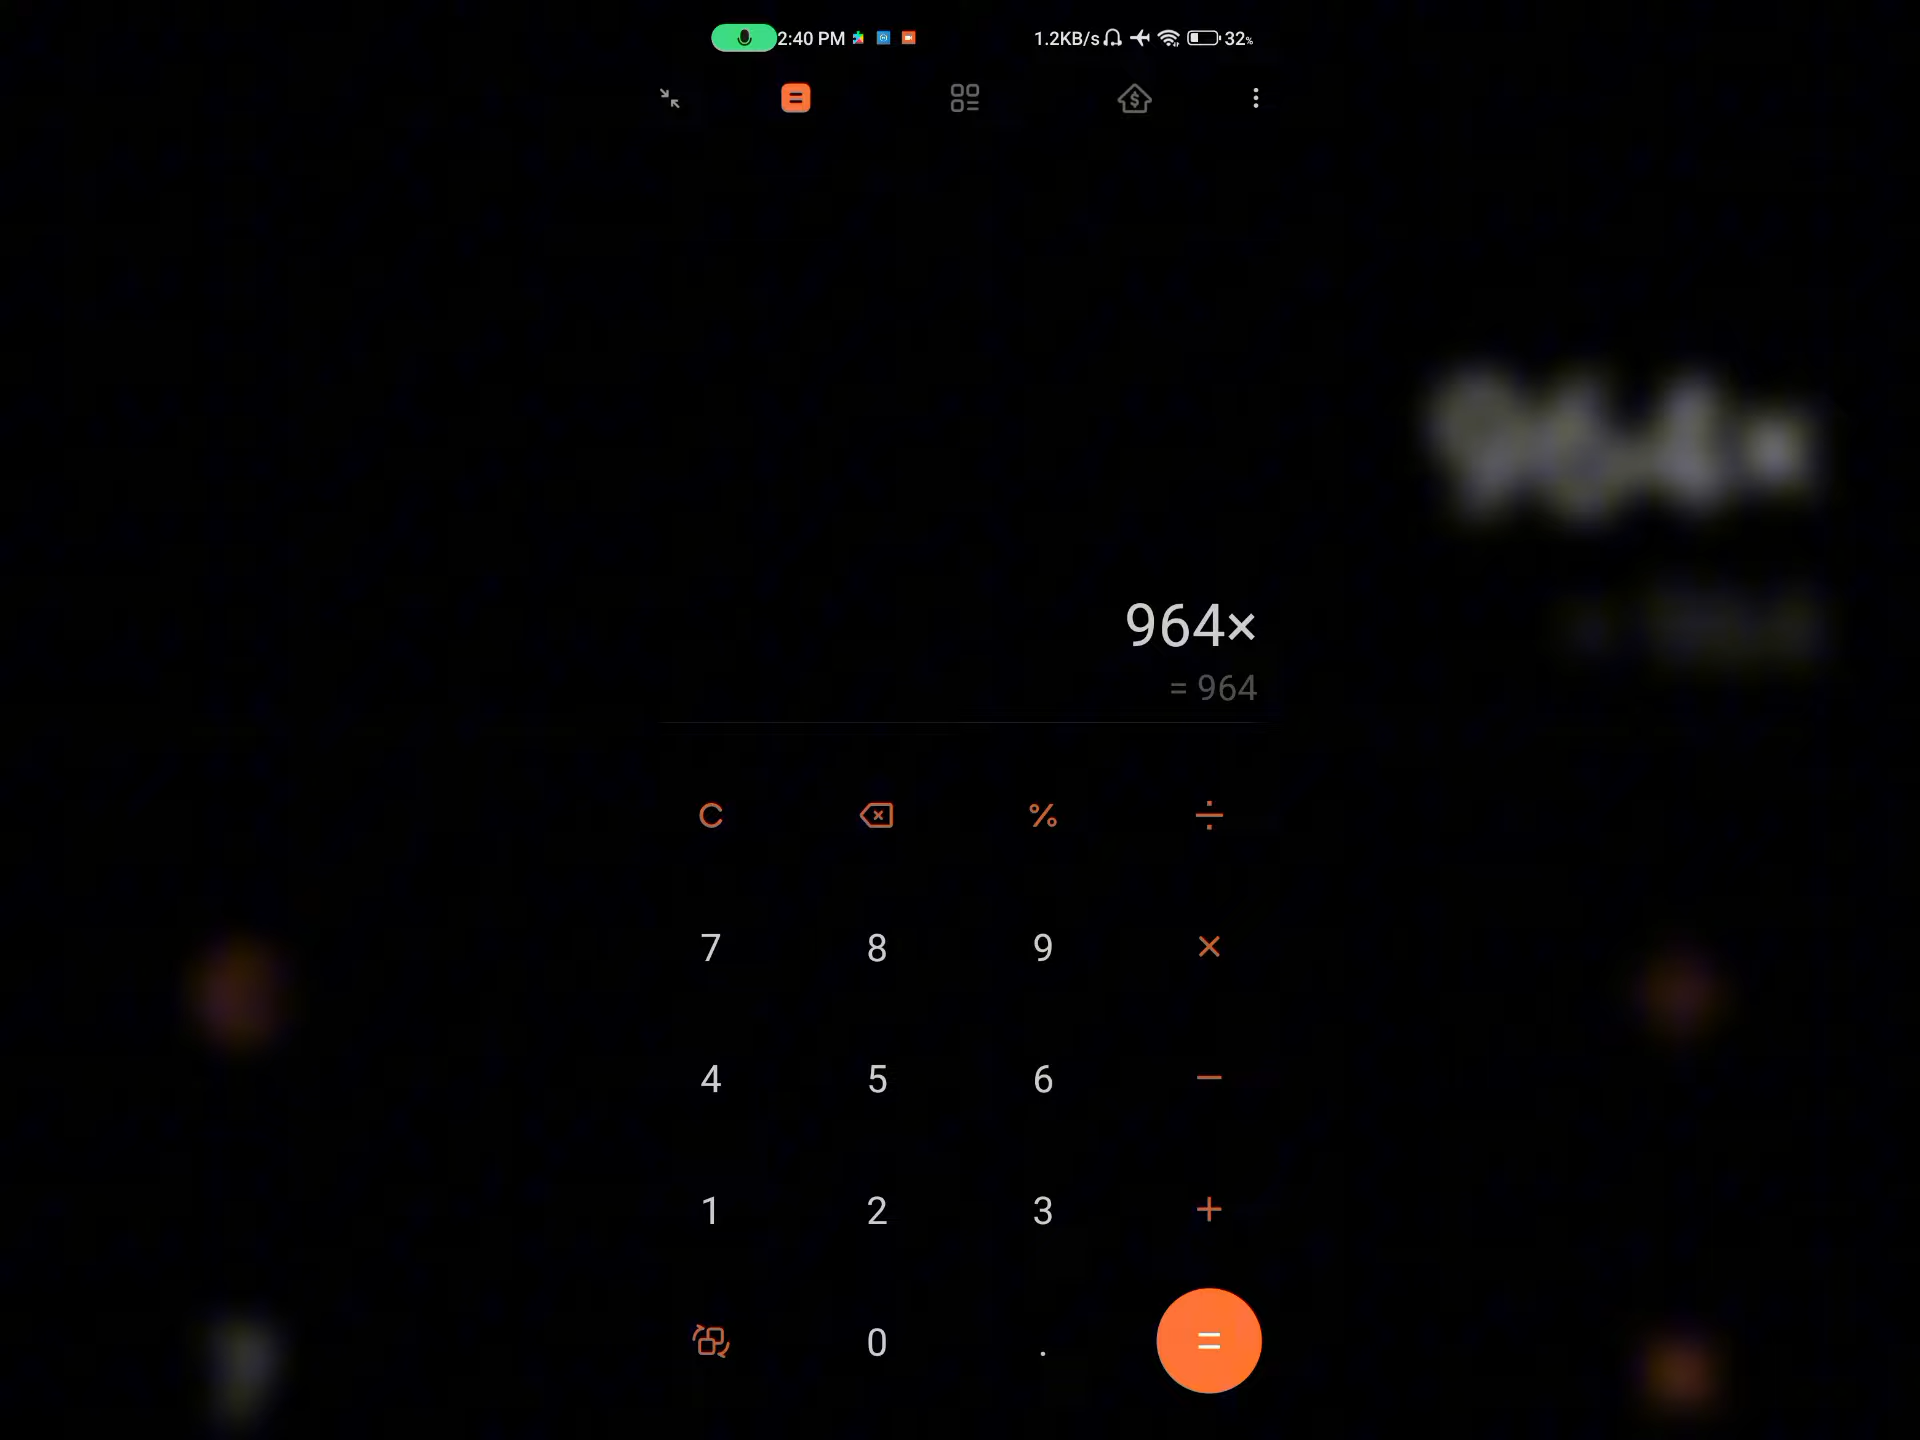 2:40 PM 1.2KB/s 32%
964×
= 964
C % ÷
7 8 9 ×
4 5 6 −
1 2 3 +
0 . =